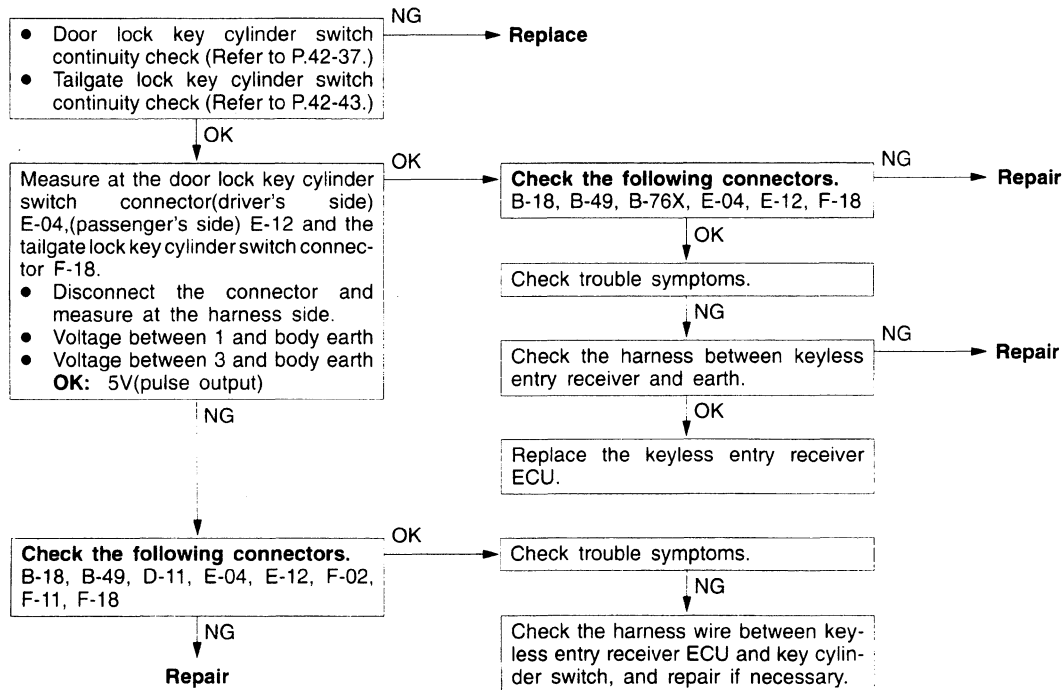 ● Door lock key cylinder switch
continuity check (Refer to P.42-37.)
● Tailgate lock key cylinder switch
continuity check (Refer to P.42-43.)
NG
Replace
OK
Measure at the door lock key cylinder
switch connector(driver's side)
E-04,(passenger's side) E-12 and the
tailgate lock key cylinder switch connec-
tor F-18.
● Disconnect the connector and
measure at the harness side.
● Voltage between 1 and body earth
● Voltage between 3 and body earth
OK: 5V(pulse output)
OK
Check the following connectors.
B-18, B-49, B-76X, E-04, E-12, F-18
NG
Repair
OK
Check trouble symptoms.
NG
Check the harness between keyless
entry receiver and earth.
NG
Repair
OK
Replace the keyless entry receiver
ECU.
NG
Check the following connectors.
B-18, B-49, D-11, E-04, E-12, F-02,
F-11, F-18
OK
Check trouble symptoms.
NG
Check the harness wire between key-
less entry receiver ECU and key cylin-
der switch, and repair if necessary.
NG
Repair